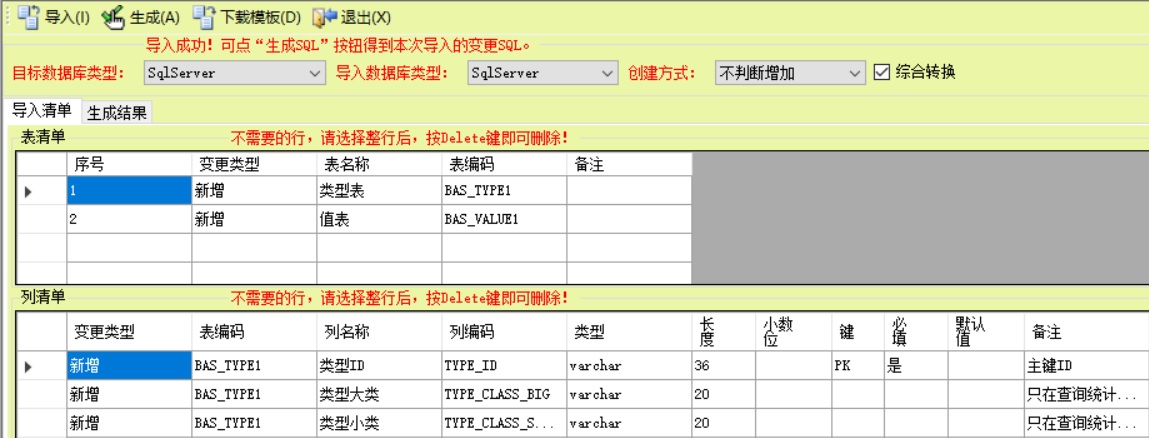 导入(I) 生成(A) 下载模板(D) 退出(X)
导入成功！可点“生成SQL”按钮得到本次导入的变更SQL。
目标数据库类型： SqlServer 导入数据库类型： SqlServer 创建方式： 不判断增加 综合转换
导入清单 生成结果
表清单 不需要的行，请选择整行后，按Delete键即可删除！
序号 变更类型 表名称 表编码 备注
1 新增 类型表 BAS_TYPE1
2 新增 值表 BAS_VALUE1
列清单 不需要的行，请选择整行后，按Delete键即可删除！
变更类型 表编码 列名称 列编码 类型 长度 小数位 键 必填 默认值 备注
新增 BAS_TYPE1 类型ID TYPE_ID varchar 36 PK 是 主键ID
新增 BAS_TYPE1 类型大类 TYPE_CLASS_BIG varchar 20 只在查询统计...
新增 BAS_TYPE1 类型小类 TYPE_CLASS_S... varchar 20 只在查询统计...